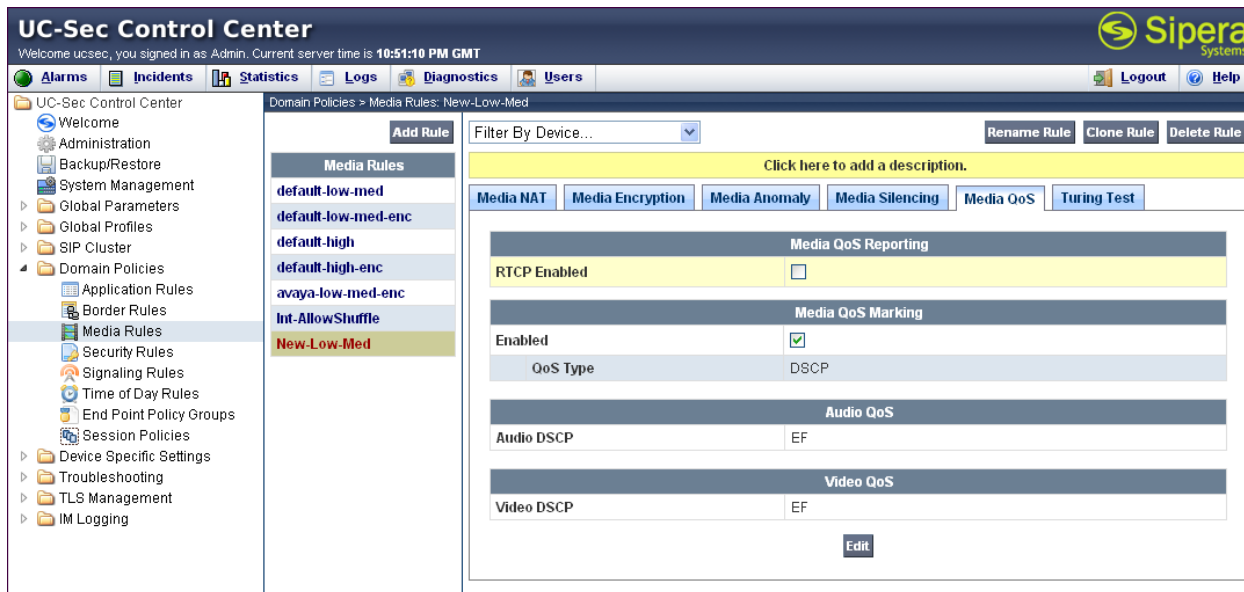 UC-Sec Control Center
Welcome ucsec, you signed in as Admin. Current server time is 10:51:10 PM GMT
Sipera
Systems
Alarms Incidents Statistics Logs Diagnostics Users Logout Help
UC-Sec Control Center
Welcome
Administration
Backup/Restore
System Management
Global Parameters
Global Profiles
SIP Cluster
Domain Policies
Application Rules
Border Rules
Media Rules
Security Rules
Signaling Rules
Time of Day Rules
End Point Policy Groups
Session Policies
Device Specific Settings
Troubleshooting
TLS Management
IM Logging
Domain Policies > Media Rules: New-Low-Med
Add Rule
Media Rules
default-low-med
default-low-med-enc
default-high
default-high-enc
avaya-low-med-enc
Int-AllowShuffle
New-Low-Med
Filter By Device...
Rename Rule Clone Rule Delete Rule
Click here to add a description.
Media NAT Media Encryption Media Anomaly Media Silencing Media QoS Turing Test
Media QoS Reporting
RTCP Enabled
Media QoS Marking
Enabled
QoS Type DSCP
Audio QoS
Audio DSCP EF
Video QoS
Video DSCP EF
Edit